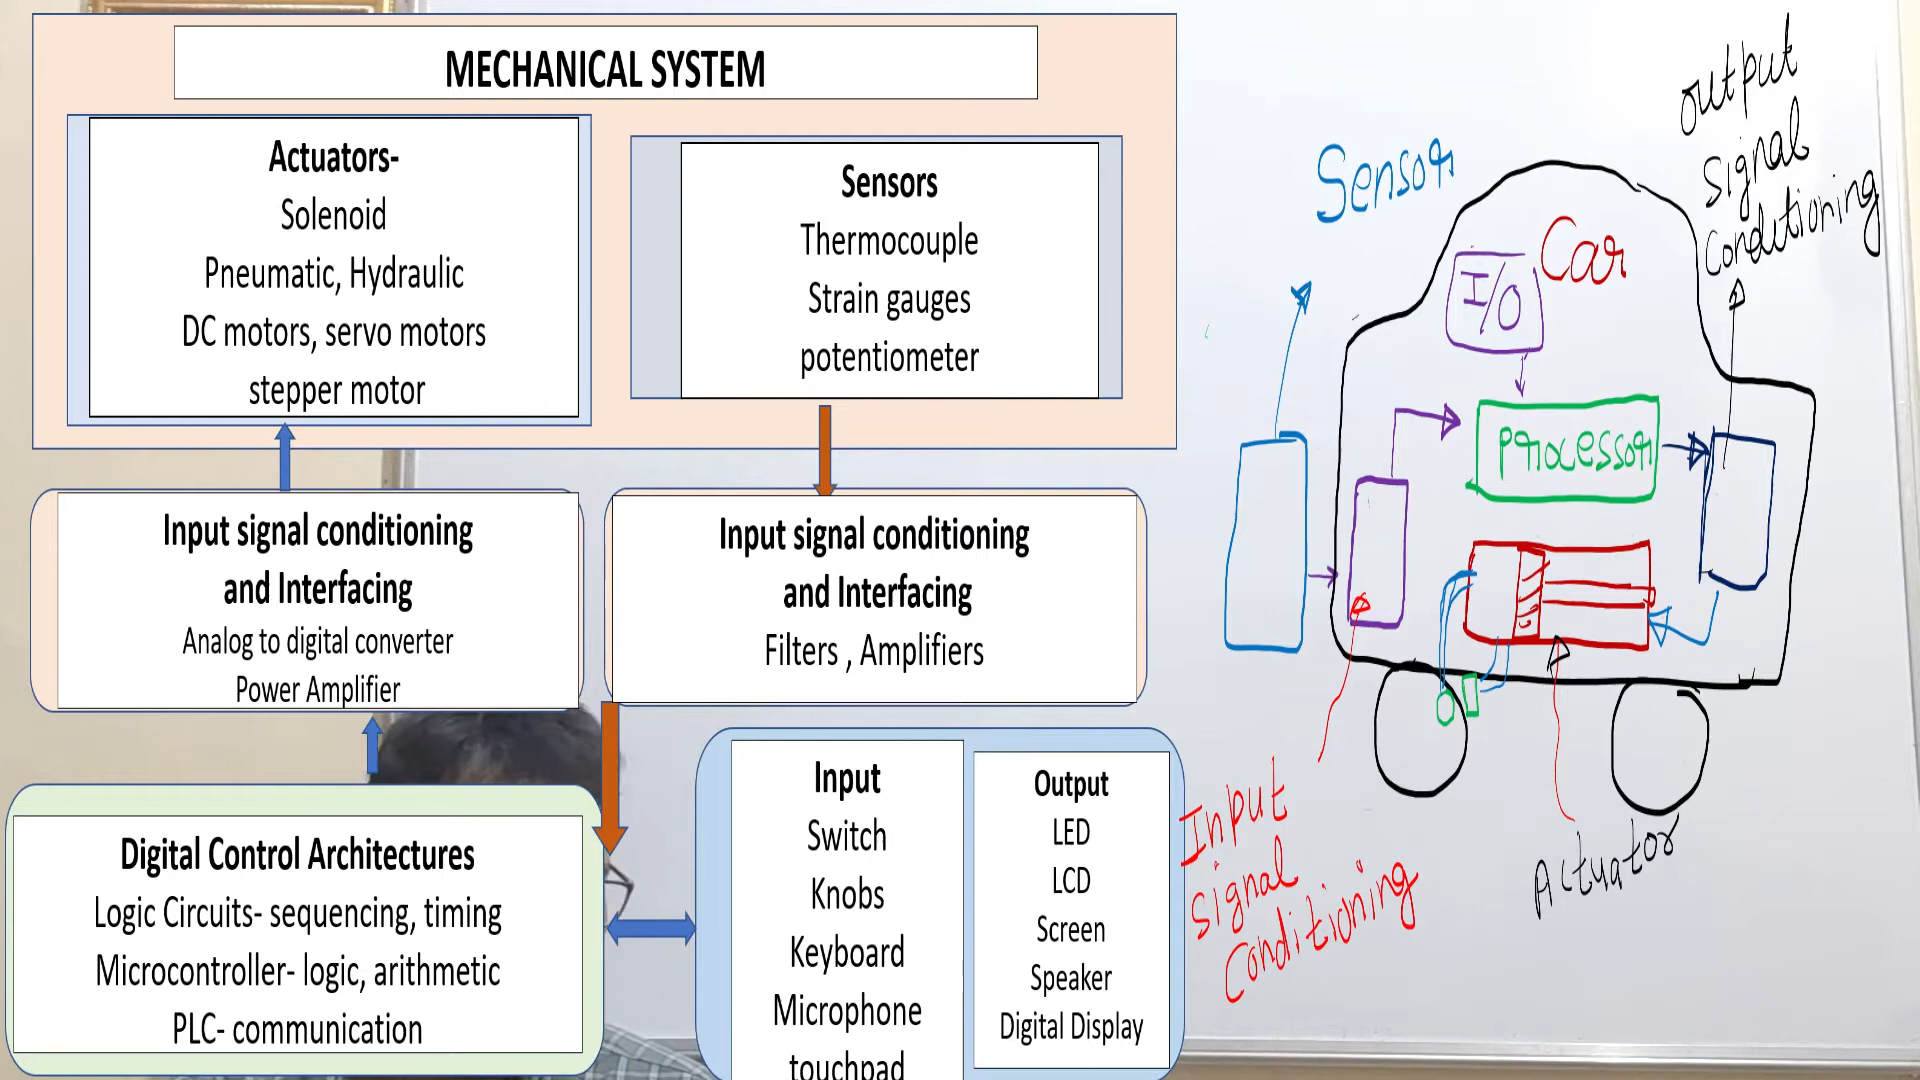 MECHANICAL SYSTEM
Actuators-
Solenoid
Pneumatic, Hydraulic
DC motors, servo motors
stepper motor
Sensors
Thermocouple
Strain gauges
potentiometer
Input signal conditioning
and Interfacing
Analog to digital converter
Power Amplifier
Input signal conditioning
and Interfacing
Filters , Amplifiers
Digital Control Architectures
Logic Circuits- sequencing, timing
Microcontroller- logic, arithmetic
PLC- communication
Input
Switch
Knobs
Keyboard
Microphone
touchpad
Output
LED
LCD
Screen
Speaker
Digital Display
Sensor
output
signal
conditioning
Car
I/O
Processor
Input
signal
conditioning
Actuator